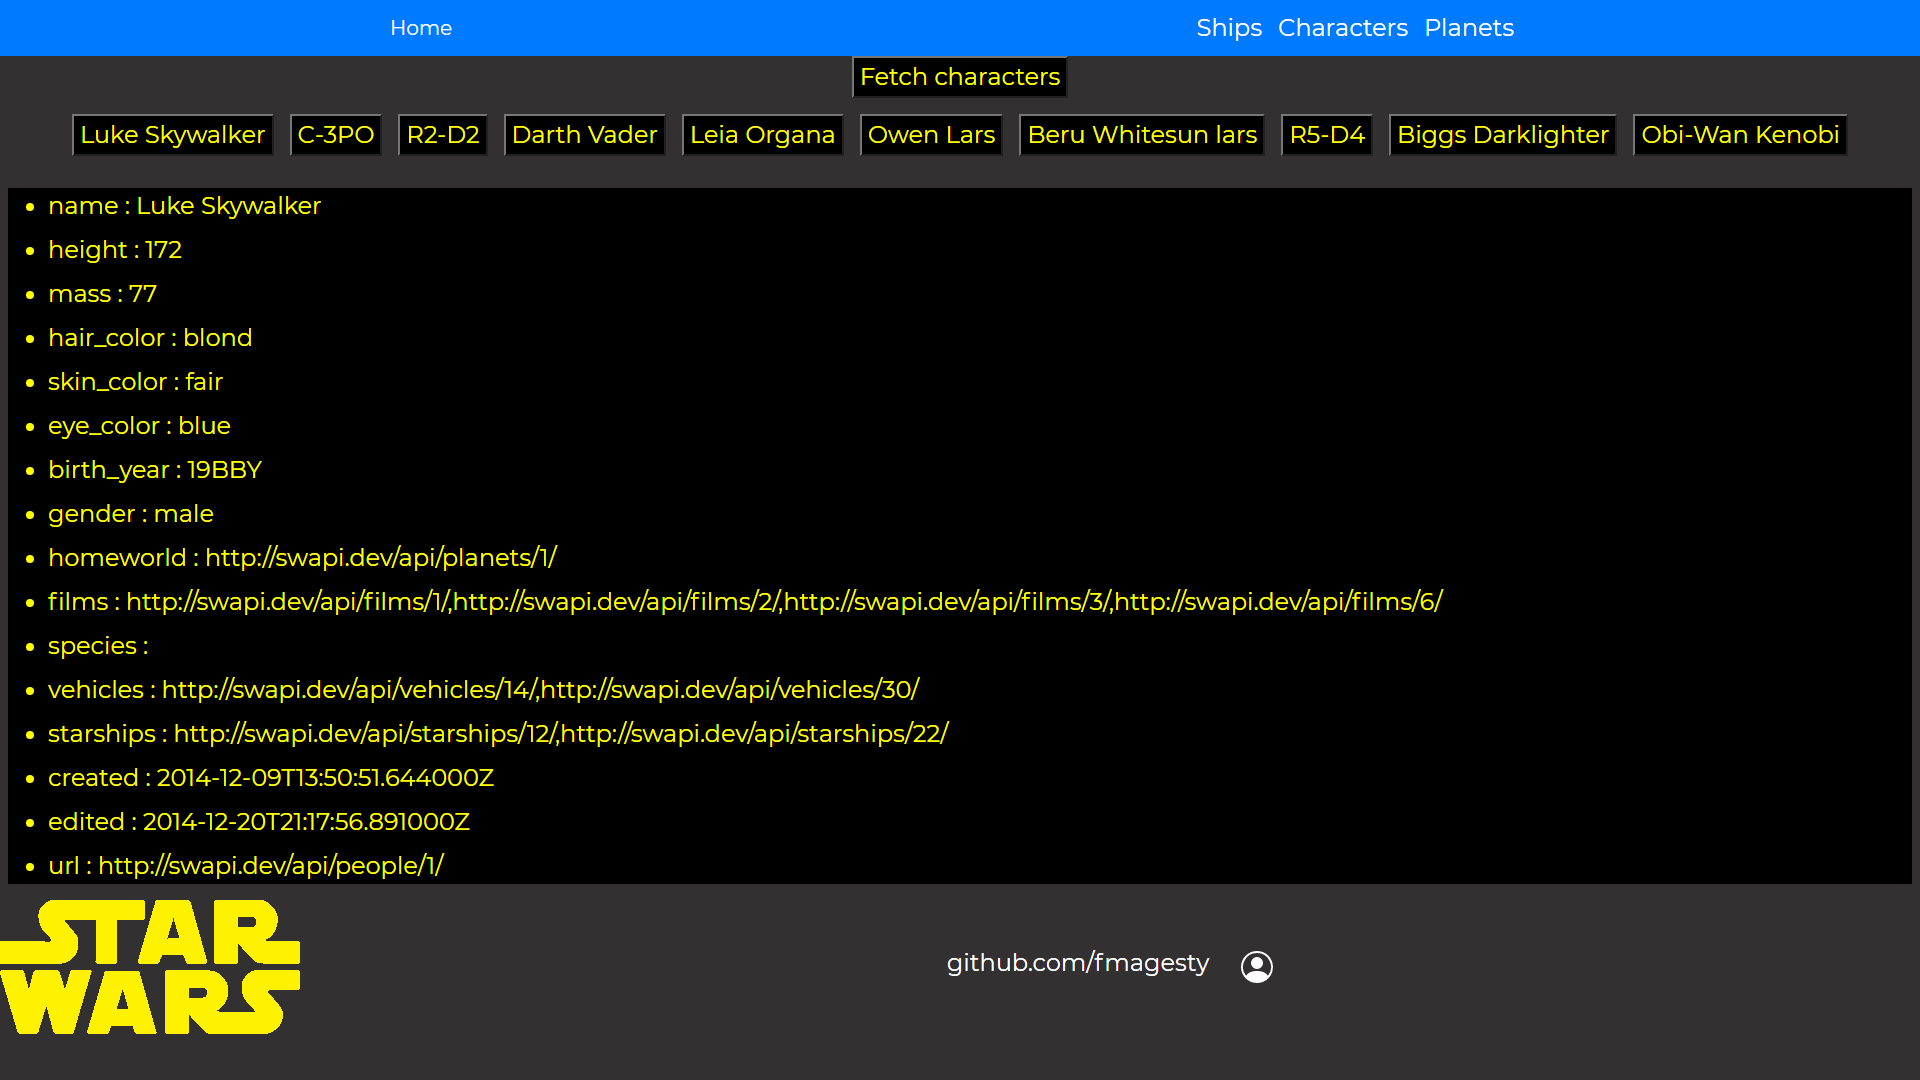 Home Ships Characters Planets
Fetch characters
Luke Skywalker C-3PO R2-D2 Darth Vader Leia Organa Owen Lars Beru Whitesun lars R5-D4 Biggs Darklighter Obi-Wan Kenobi
• name : Luke Skywalker
• height : 172
• mass : 77
• hair_color : blond
• skin_color : fair
• eye_color : blue
• birth_year : 19BBY
• gender : male
• homeworld : http://swapi.dev/api/planets/1/
• films : http://swapi.dev/api/films/1/,http://swapi.dev/api/films/2/,http://swapi.dev/api/films/3/,http://swapi.dev/api/films/6/
• species :
• vehicles : http://swapi.dev/api/vehicles/14/,http://swapi.dev/api/vehicles/30/
• starships : http://swapi.dev/api/starships/12/,http://swapi.dev/api/starships/22/
• created : 2014-12-09T13:50:51.644000Z
• edited : 2014-12-20T21:17:56.891000Z
• url : http://swapi.dev/api/people/1/
STAR
WARS
github.com/fmagesty